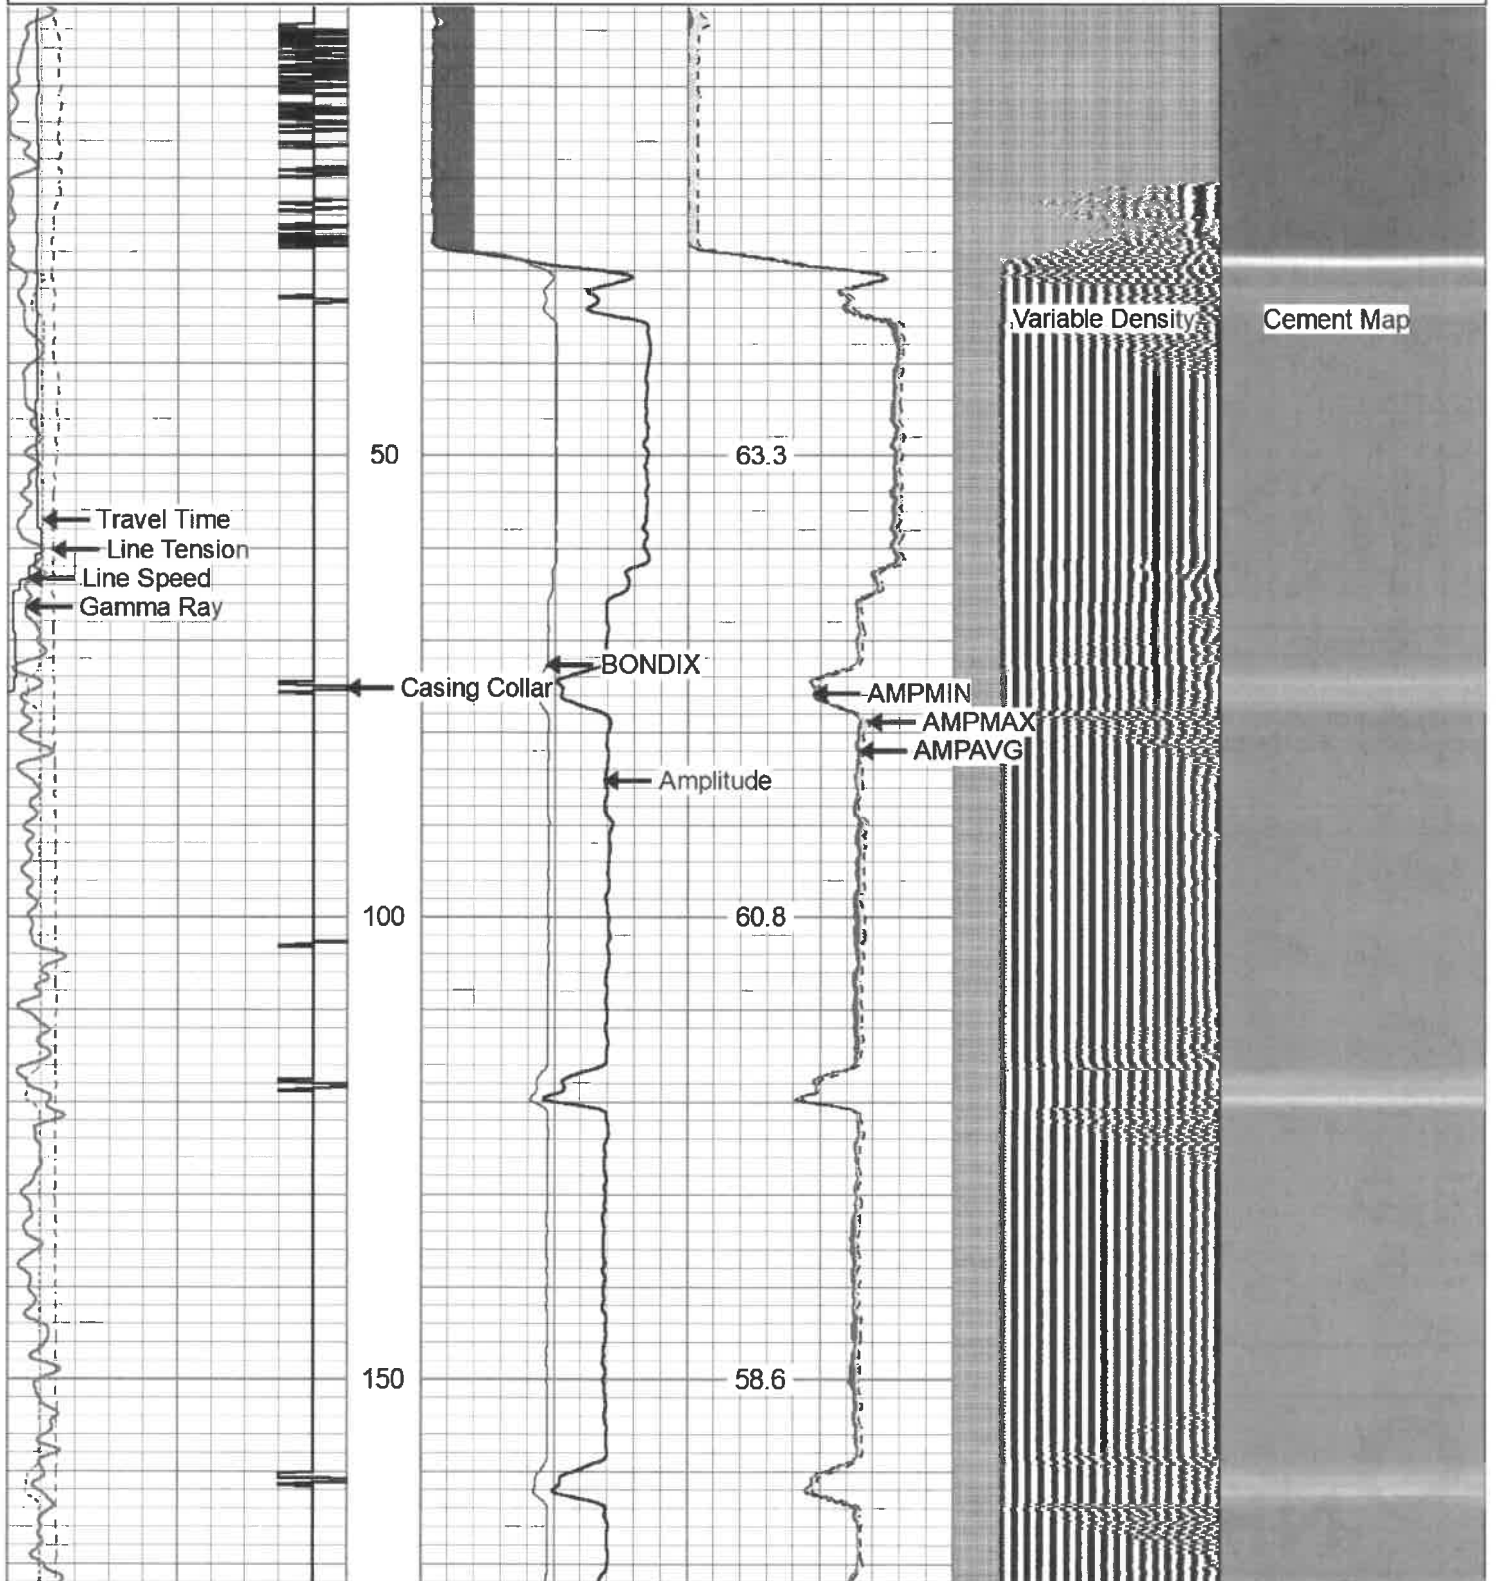 Variable Density
Cement Map
50
63.3
Travel Time
Line Tension
Line Speed
Gamma Ray
BONDIX
Casing Collar
AMPMIN
AMPMAX
AMPAVG
Amplitude
100
60.8
150
58.6